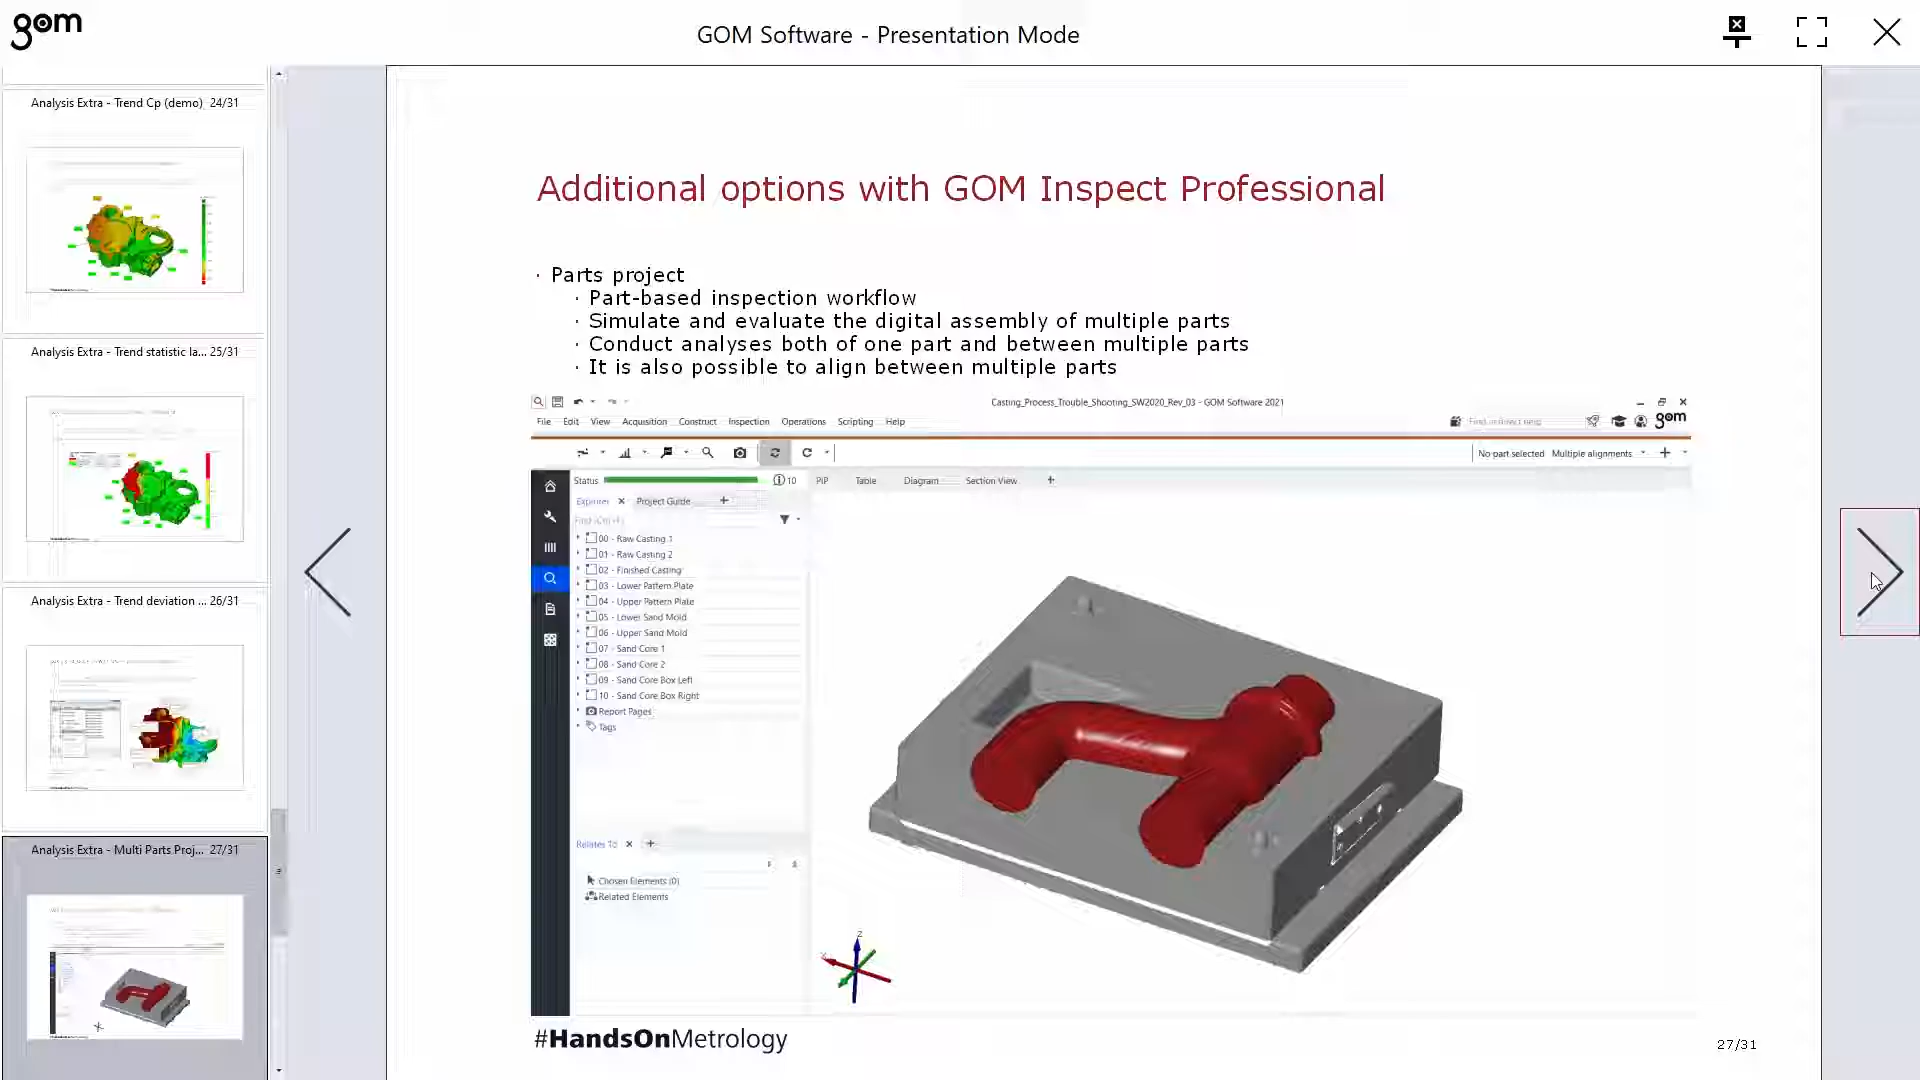 gom
GOM Software - Presentation Mode
Analysis Extra - Trend Cp (demo) 24/31
Analysis Extra - Trend statistic la... 25/31
Analysis Extra - Trend deviation ... 26/31
Analysis Extra - Multi Parts Proj... 27/31
Additional options with GOM Inspect Professional
· Parts project
· Part-based inspection workflow
· Simulate and evaluate the digital assembly of multiple parts
· Conduct analyses both of one part and between multiple parts
· It is also possible to align between multiple parts
Casting_Process_Trouble_Shooting_SW2020_Rev_03 - GOM Software 2021
File Edit View Acquisition Construct Inspection Operations Scripting Help
gom
No part selected Multiple alignments
Status 10 PiP Table Diagram Section View +
Explorer Project Guide +
Find (Ctrl+F)
00 - Raw Casting 1
01 - Raw Casting 2
02 - Finished Casting
03 - Lower Pattern Plate
04 - Upper Pattern Plate
05 - Lower Sand Mold
06 - Upper Sand Mold
07 - Sand Core 1
08 - Sand Core 2
09 - Sand Core Box Left
10 - Sand Core Box Right
Report Pages
Tags
Relates To
Chosen Elements (0)
Related Elements
Z
#HandsOnMetrology
27/31